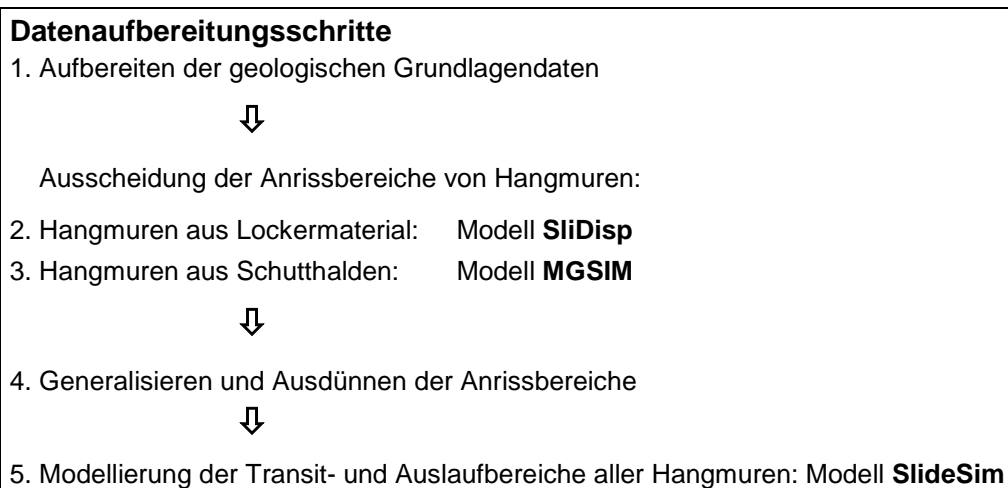 Datenaufbereitungsschritte
1. Aufbereiten der geologischen Grundlagendaten
⇩
Ausscheidung der Anrissbereiche von Hangmuren:
2. Hangmuren aus Lockermaterial: Modell SliDisp
3. Hangmuren aus Schutthalden: Modell MGSIM
⇩
4. Generalisieren und Ausdünnen der Anrissbereiche
⇩
5. Modellierung der Transit- und Auslaufbereiche aller Hangmuren: Modell SlideSim